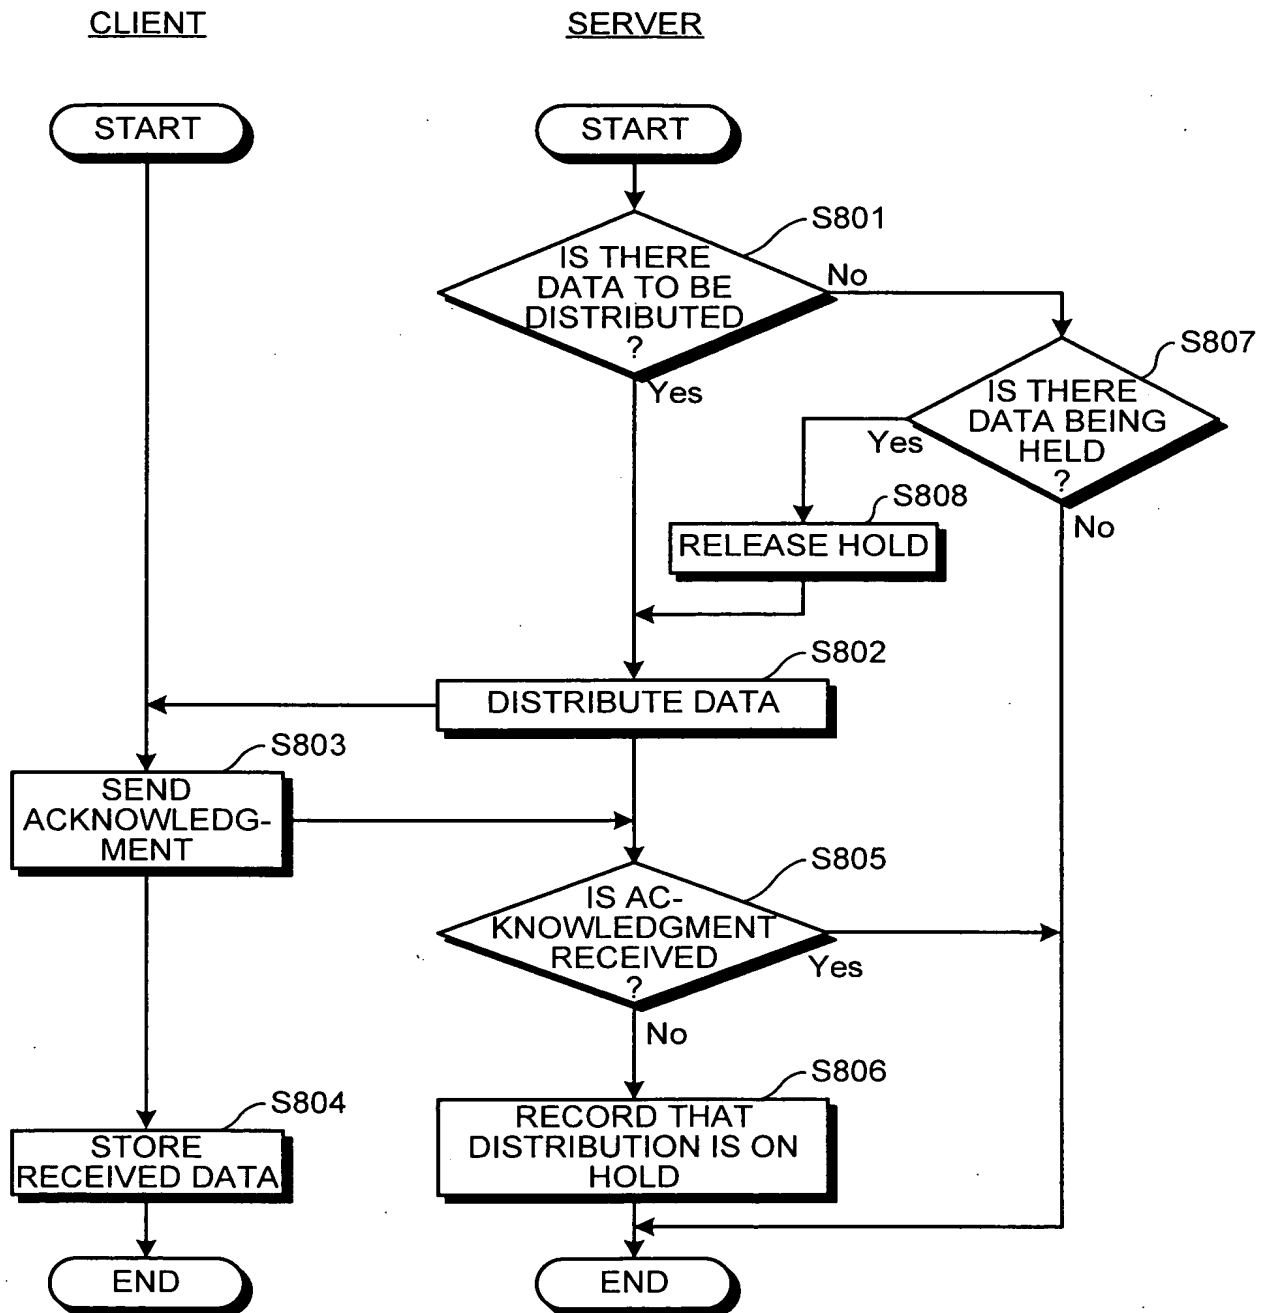 CLIENT
SERVER
START
START
S801
IS THERE
DATA TO BE
DISTRIBUTED
?
No
Yes
S807
IS THERE
DATA BEING
HELD
?
Yes
No
S808
RELEASE HOLD
S802
DISTRIBUTE DATA
S803
SEND
ACKNOWLEDG-
MENT
S805
IS AC-
KNOWLEDGMENT
RECEIVED
?
Yes
No
S806
RECORD THAT
DISTRIBUTION IS ON
HOLD
S804
STORE
RECEIVED DATA
END
END